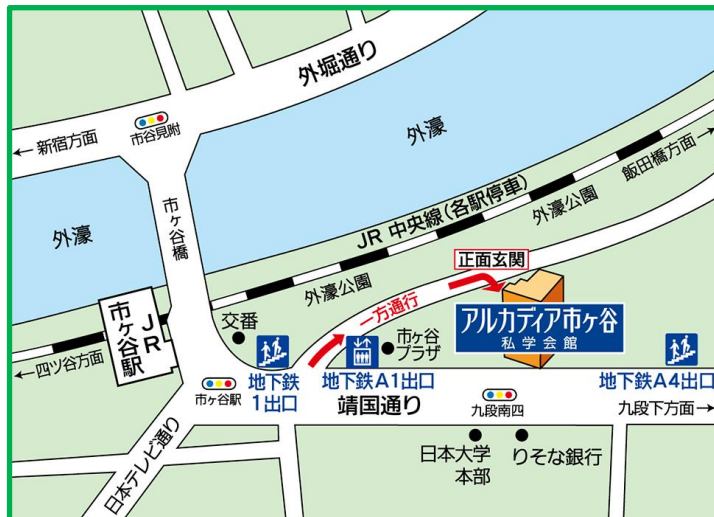 外堀通り
市谷見附
←新宿方面
外濠
飯田橋方面→
外濠
市ヶ谷橋
JR 中央線(各駅停車)
外濠公園
正面玄関
外濠公園
一方通行
アルカディア市ヶ谷
私学会館
JR
市ヶ谷駅
交番
市ヶ谷
プラザ
←四ツ谷方面
地下鉄
1出口
地下鉄A1出口
地下鉄A4出口
市ヶ谷駅
靖国通り
九段南四
九段下方面→
日本テレビ通り
日本大学
本部
りそな銀行